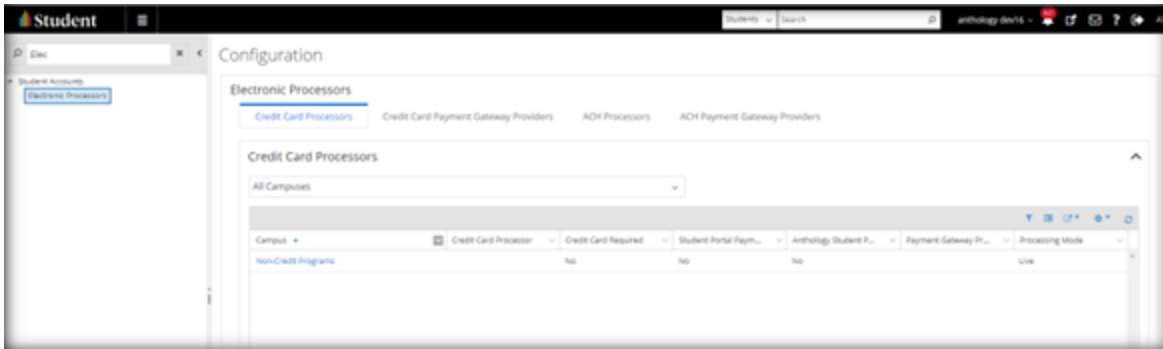 Student
Students
Search
anthology dev16
Elec
Student Accounts
Electronic Processors
Configuration
Electronic Processors
Credit Card Processors
Credit Card Payment Gateway Providers
ACH Processors
ACH Payment Gateway Providers
Credit Card Processors
All Campuses
Campus Credit Card Processor Credit Card Required Student Portal Paym... Anthology Student P... Payment Gateway Pr... Processing Mode
Non-Credit Programs No No No Live